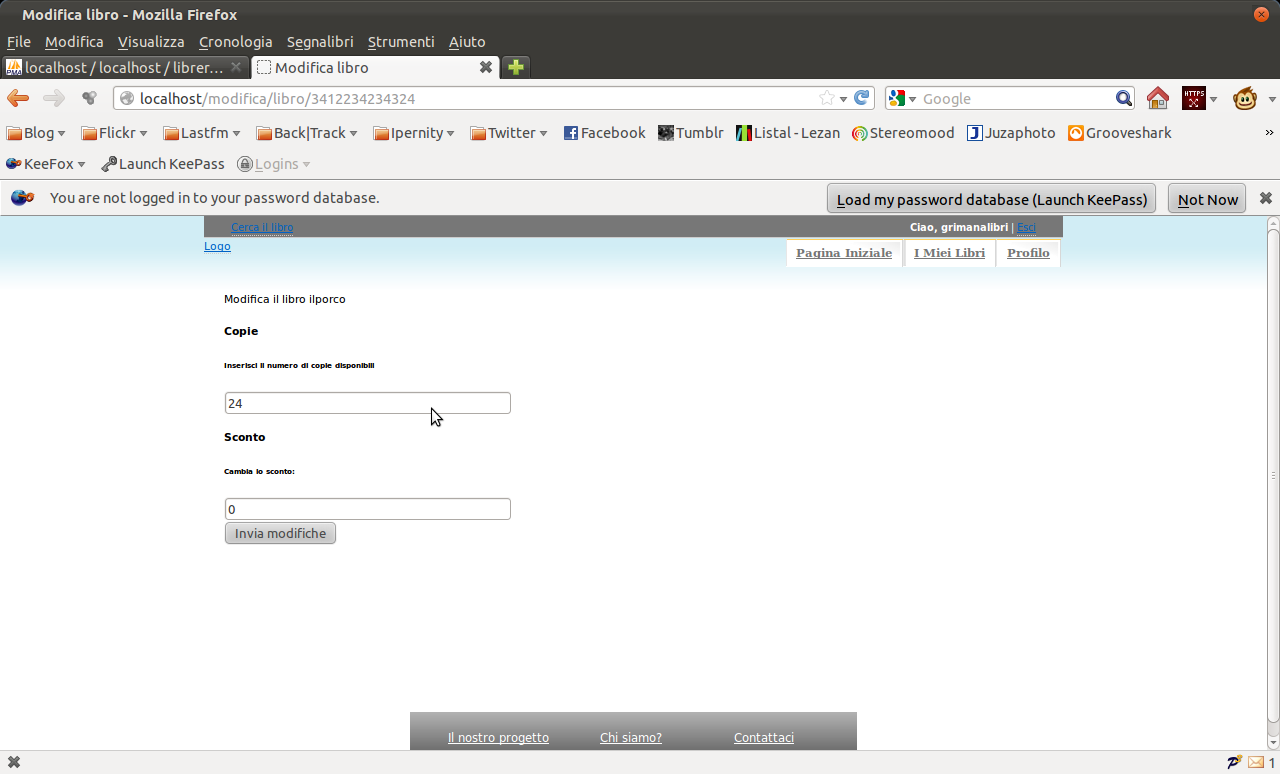 Modifica libro - Mozilla Firefox
File Modifica Visualizza Cronologia Segnalibri Strumenti Aiuto
localhost / localhost / librer... Modifica libro
localhost/modifica/libro/3412234234324 Google HTTPS
Blog Flickr Lastfm Back|Track Ipernity Twitter Facebook Tumblr Listal - Lezan Stereomood Juzaphoto Grooveshark »
KeeFox Launch KeePass Logins
You are not logged in to your password database. Load my password database (Launch KeePass) Not Now
Cerca il libro Ciao, grimanalibri | Esci
Logo Pagina Iniziale I Miei Libri Profilo
Modifica il libro ilporco
Copie
Inserisci il numero di copie disponibili
24
Sconto
Cambia lo sconto:
0
Invia modifiche
Il nostro progetto Chi siamo? Contattaci
1